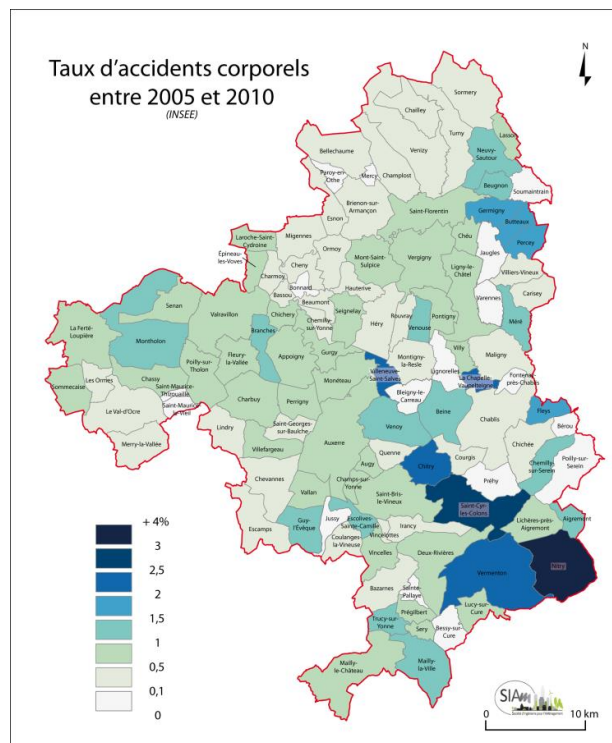 Taux d'accidents corporels
entre 2005 et 2010
(INSEE)
N
Sormery
Chailley
Turny
Lasson
Neuvy-
Sautour
Bellechaume
Venizy
Paroy-en
Othe
Mercy
Champlost
Beugnon
Soumaintrain
Brienon-sur-
Armançon
Esnon
Saint-Florentin
Germigny
Butteaux
Percey
Laroche-Saint-
Cydroine
Migennes
Ormoy
Chéu
Jaulges
Épineau-
les-Voves
Cheny
Mont-Saint-
Sulpice
Vergigny
Ligny-le-
Châtel
Villiers-Vineux
Charmoy
Bassou
Bonnard
Hauterive
Carisey
Senan
Valravillon
Chichery
Beaumont
Chemilly-
sur-Yonne
Seignelay
Héry
Rouvray
Venouse
Pontigny
Varennes
Méré
La Ferté-
Loupière
Montholon
Branches
Appoigny
Gurgy
Montigny-
la-Resle
Villy
Maligny
Lignorelles
Fleury-
la-Vallée
Poilly-sur-
Tholon
Chassy
Sommecaise
Les Ormes
Saint-Maurice-
Thizouaille
Saint-Maurice-
le-Vieil
Le Val-d'Ocre
Monéteau
Villeneuve-
Saint-Salves
Bleigny-le-
Carreau
La Chapelle-
Vaupelteigne
Fontenay-
près-Chablis
Charbuy
Perrigny
Merry-la-Vallée
Lindry
Saint-Georges-
sur-Baulche
Venoy
Beine
Chablis
Fleys
Béru
Villefargeau
Auxerre
Quenne
Chichée
Chemilly-
sur-Serein
Poilly-sur-
Serein
Courgis
Chitry
Augy
Chevannes
Vallan
Champs-sur-
Yonne
Saint-Bris-
le-Vineux
Préhy
Saint-Cyr-
les-Colons
Lichères-près-
Aigremont
Aigremont
Escamps
Gy-
l'Évêque
Jussy
Escolives-
Sainte-Camille
Coulanges-
la-Vineuse
Vincelottes
Irancy
Vincelles
Deux-Rivières
Vermenton
Nitry
Bazarnes
Sainte-
Pallaye
Prégilbert
Lucy-sur-
Cure
Trucy-sur-
Yonne
Sery
Bessy-sur-
Cure
Mailly-
le-Château
Mailly-
la-Ville
+ 4%
3
2,5
2
1,5
1
0,5
0,1
0
SIAM
0
10 km